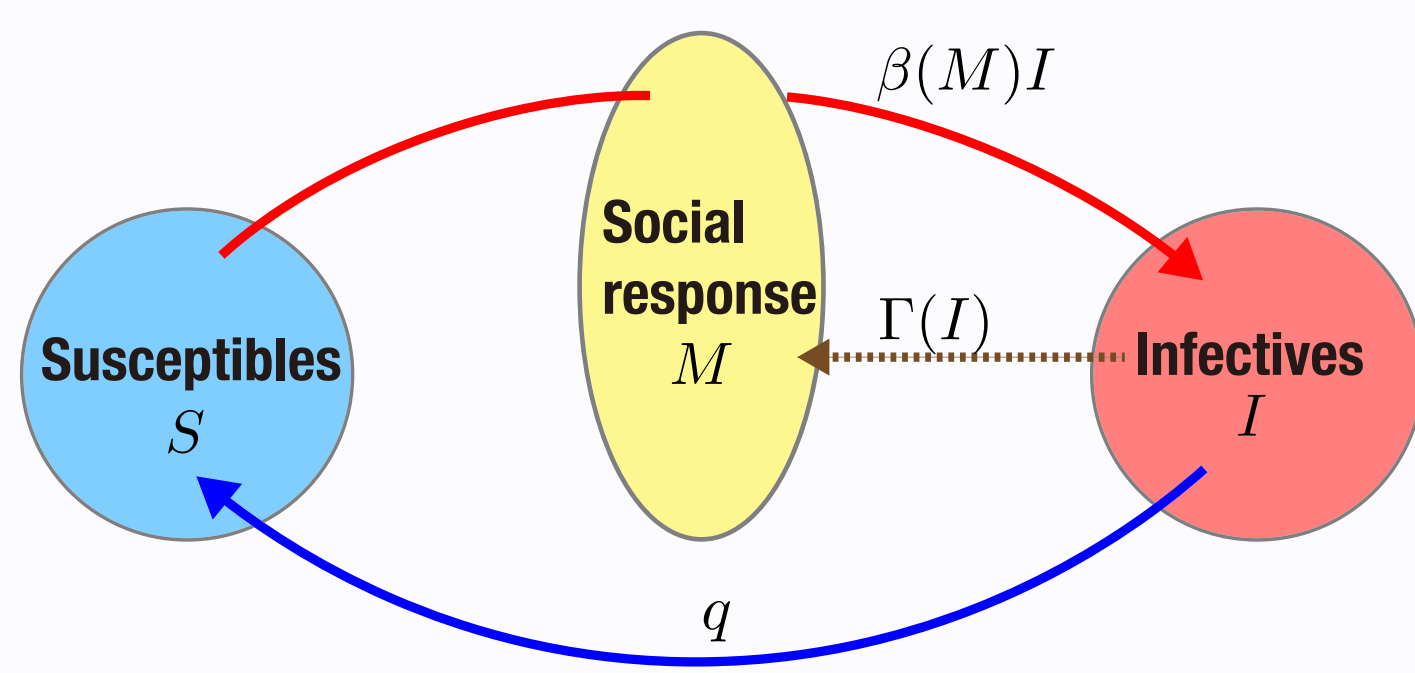 β(M)I
Social
response
M
Γ(I)
Susceptibles
S
Infectives
I
q